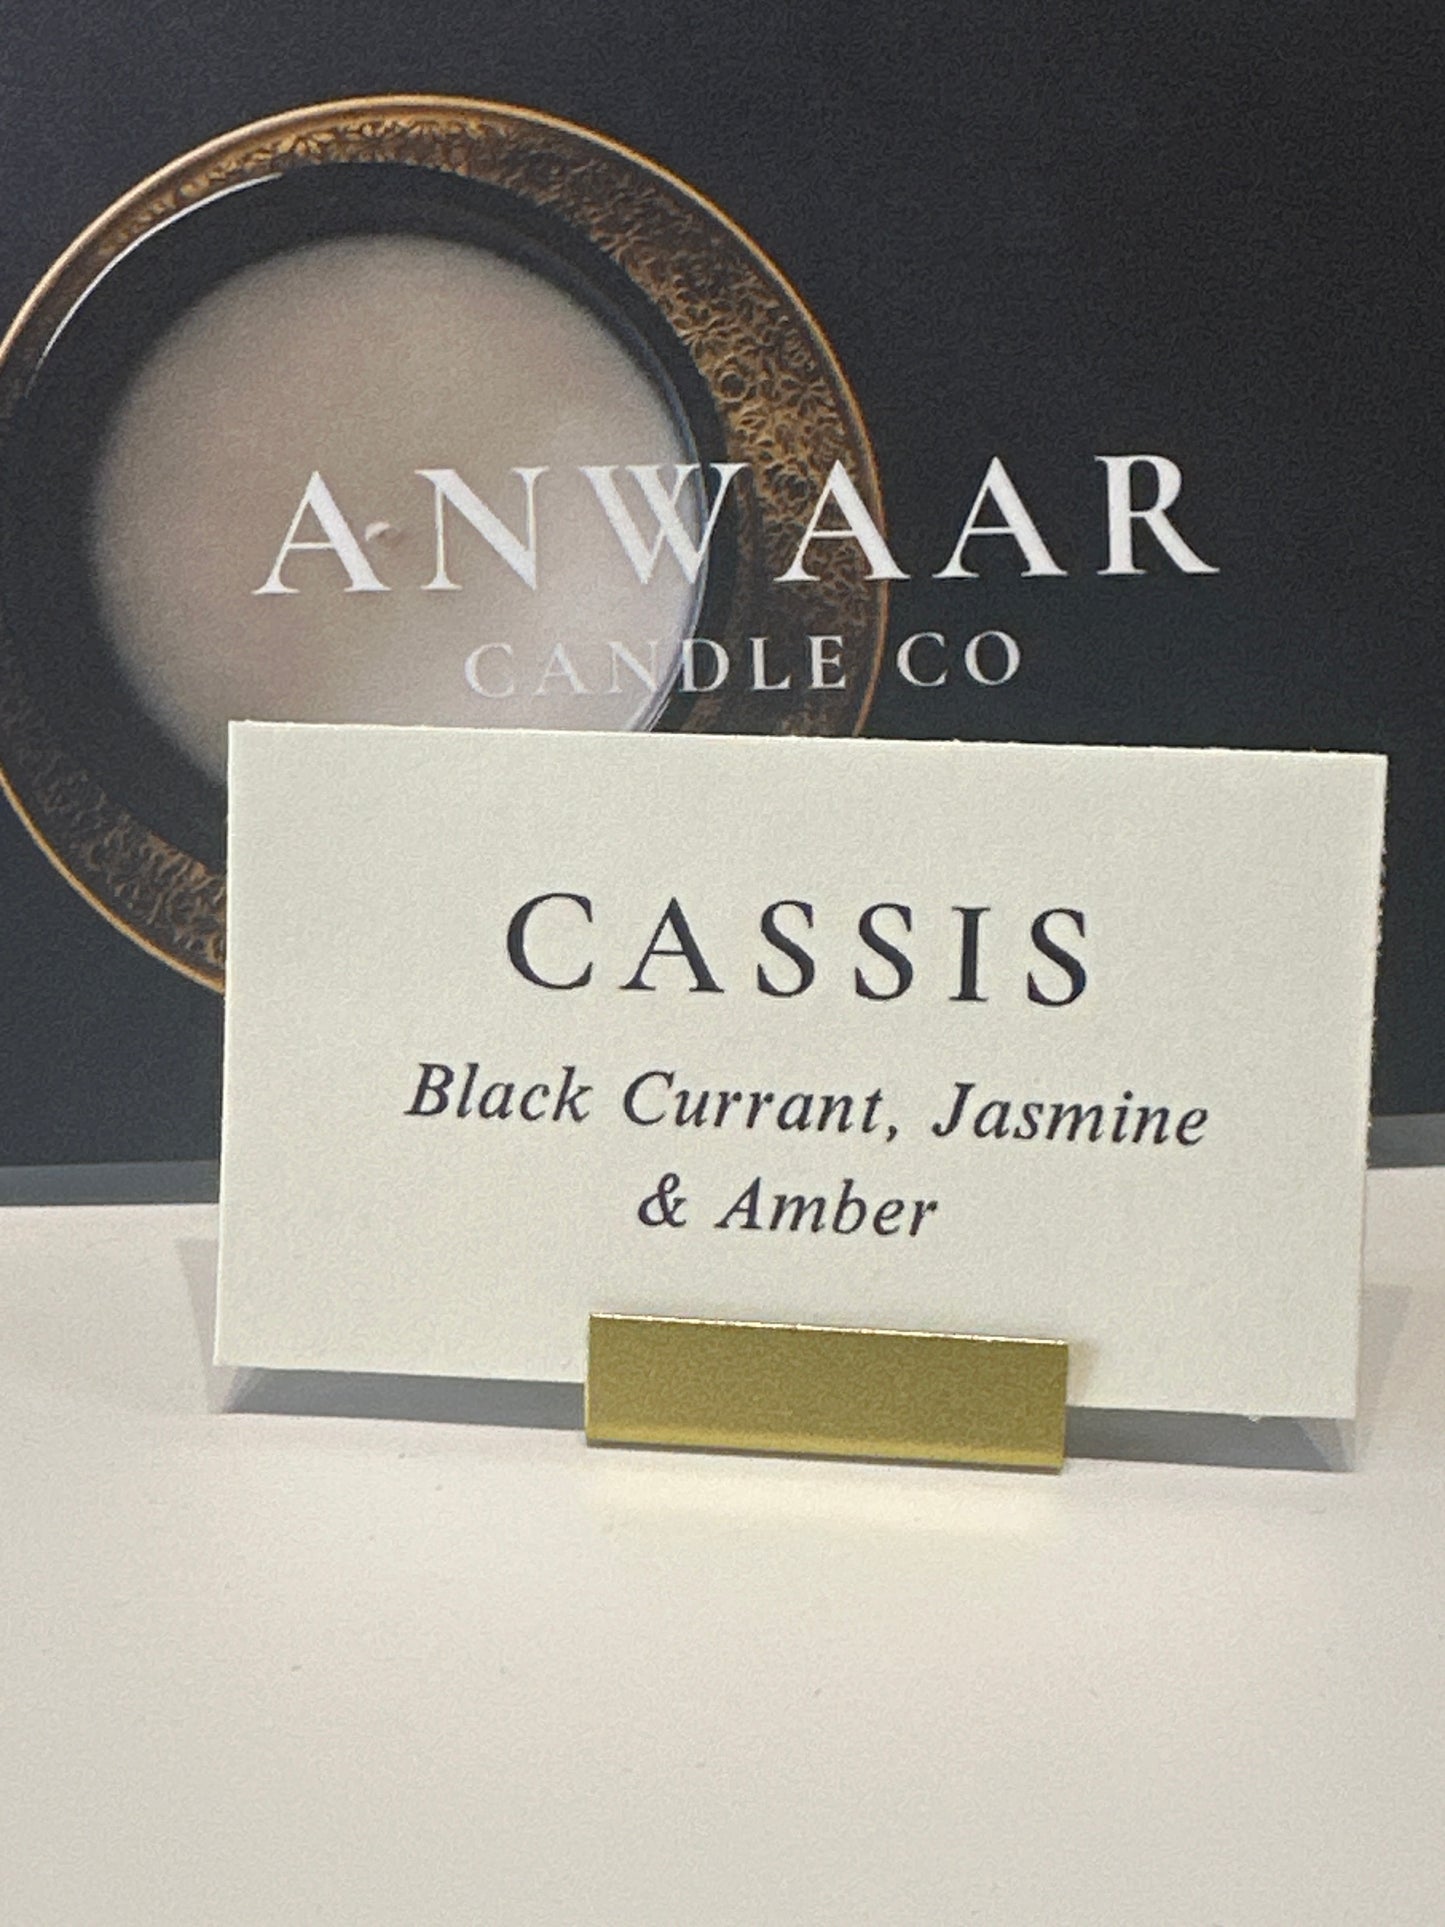 ANWAAR
CANDLE CO
CASSIS
Black Currant, Jasmine
& Amber